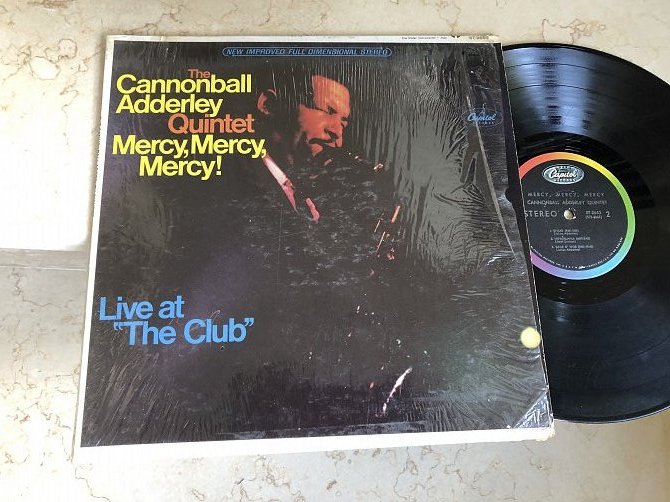 NEW IMPROVED FULL DIMENSIONAL STEREO
The
Cannonball
Adderley
Quintet
Mercy, Mercy,
Mercy!
Capitol
Live at
"The Club"
Capitol
MERCY, MERCY, MERCY
CANNONBALL ADDERLEY QUINTET
STEREO
2